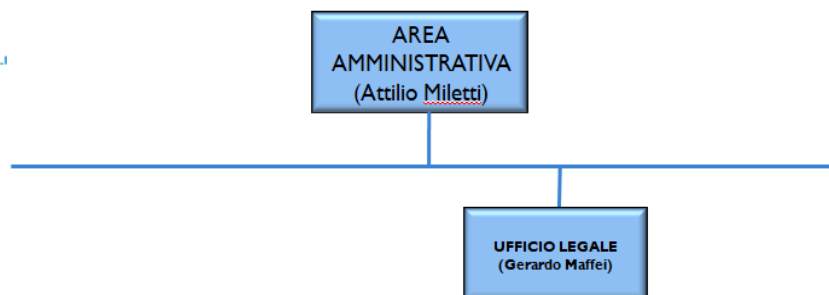 AREA
AMMINISTRATIVA
(Attilio Miletti)
UFFICIO LEGALE
(Gerardo Maffei)